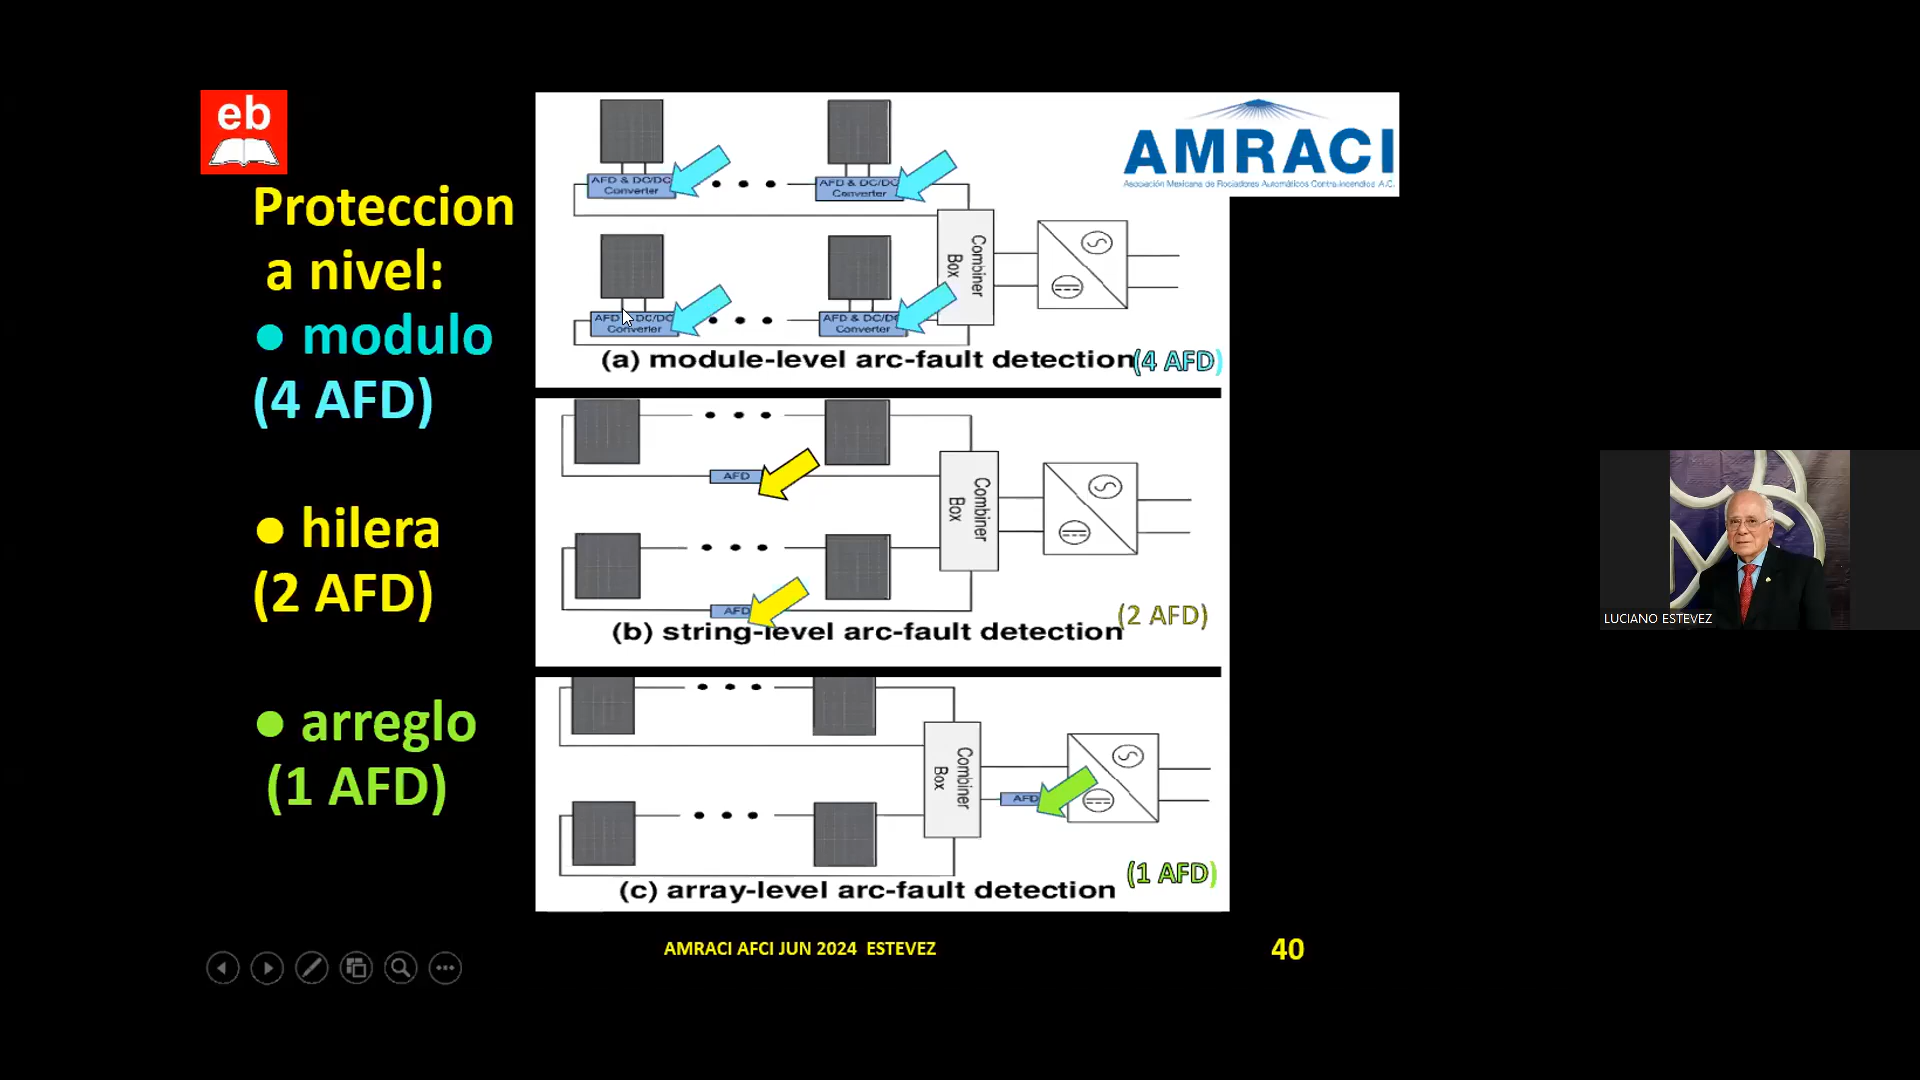 eb
Proteccion
a nivel:
● modulo
(4 AFD)
● hilera
(2 AFD)
● arreglo
(1 AFD)
AMRACI
Asociación Mexicana de Rociadores Automáticos Contra Incendios A.C.
AFD & DC/DC
Converter
AFD & DC/DC
Converter
AFD DC/DC
Converter
AFD & DC/DC
Converter
Combiner
Box
(a) module-level arc-fault detection (4 AFD)
AFD
AFD
Combiner
Box
(2 AFD)
(b) string-level arc-fault detection
Combiner
Box
AFD
(1 AFD)
(c) array-level arc-fault detection
AMRACI AFCI JUN 2024 ESTEVEZ
40
LUCIANO ESTEVEZ